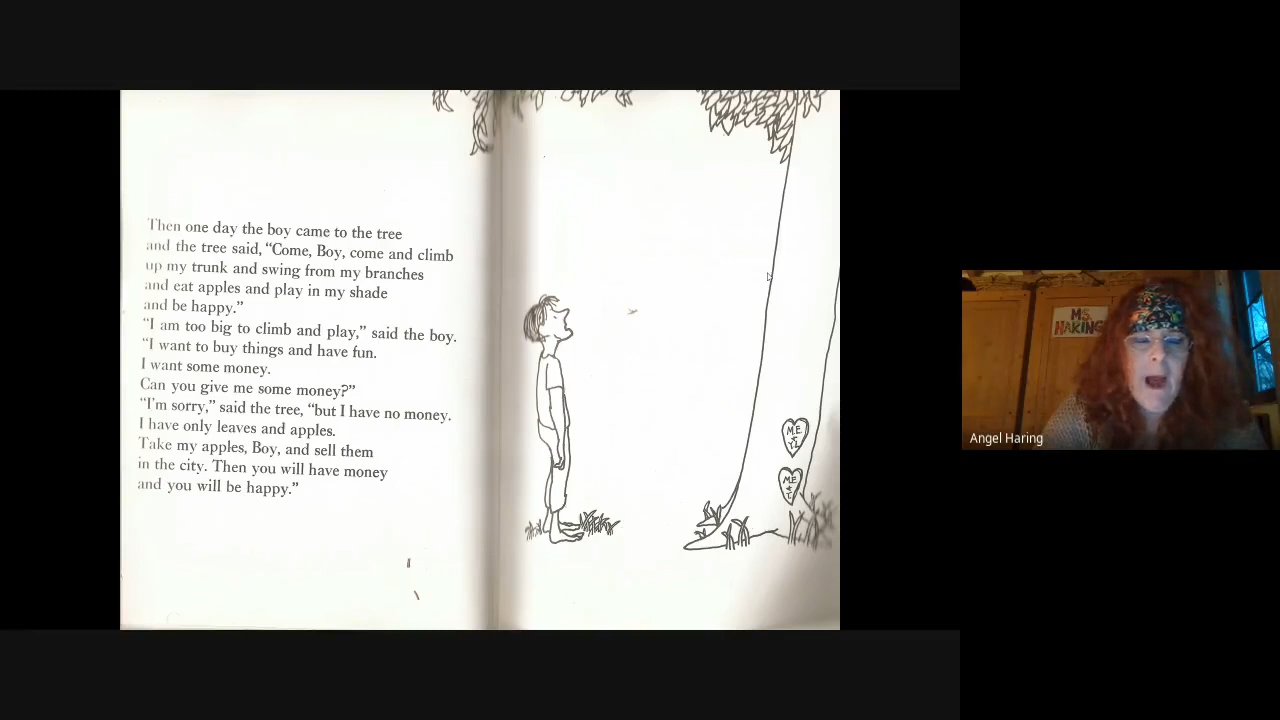 Then one day the boy came to the tree
and the tree said, “Come, Boy, come and climb
up my trunk and swing from my branches
and eat apples and play in my shade
and be happy.”
“I am too big to climb and play,” said the boy.
“I want to buy things and have fun.
I want some money.
Can you give me some money?”
“I'm sorry,” said the tree, “but I have no money.
I have only leaves and apples.
Take my apples, Boy, and sell them
in the city. Then you will have money
and you will be happy.”
M.E
&
Y.L
M.E
&
T.
MS.
HARING
Angel Haring